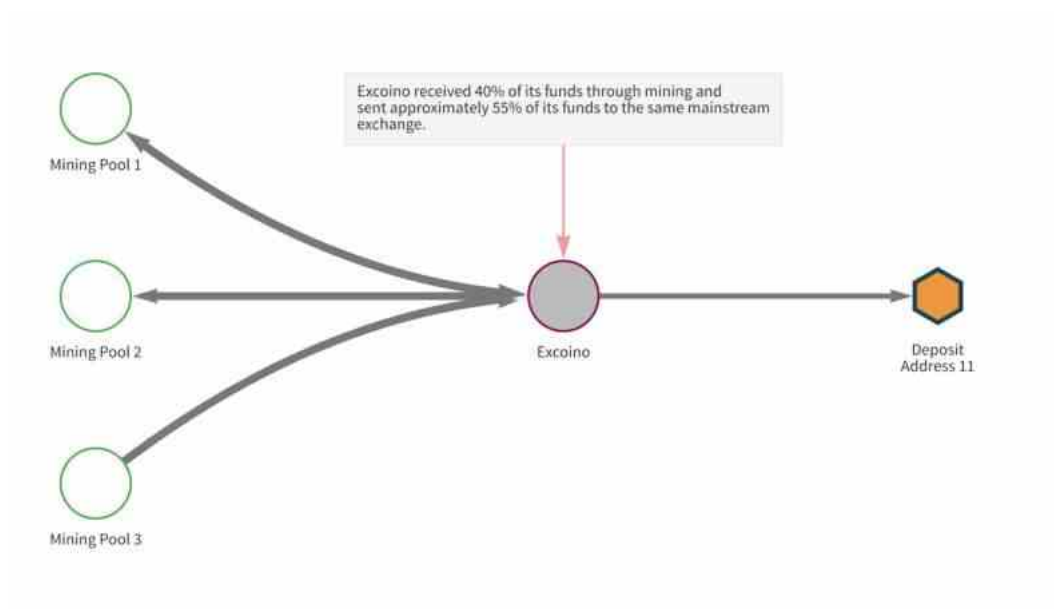 Excoino received 40% of its funds through mining and
sent approximately 55% of its funds to the same mainstream
exchange.
Mining Pool 1
Mining Pool 2
Excoino
Deposit
Address 11
Mining Pool 3